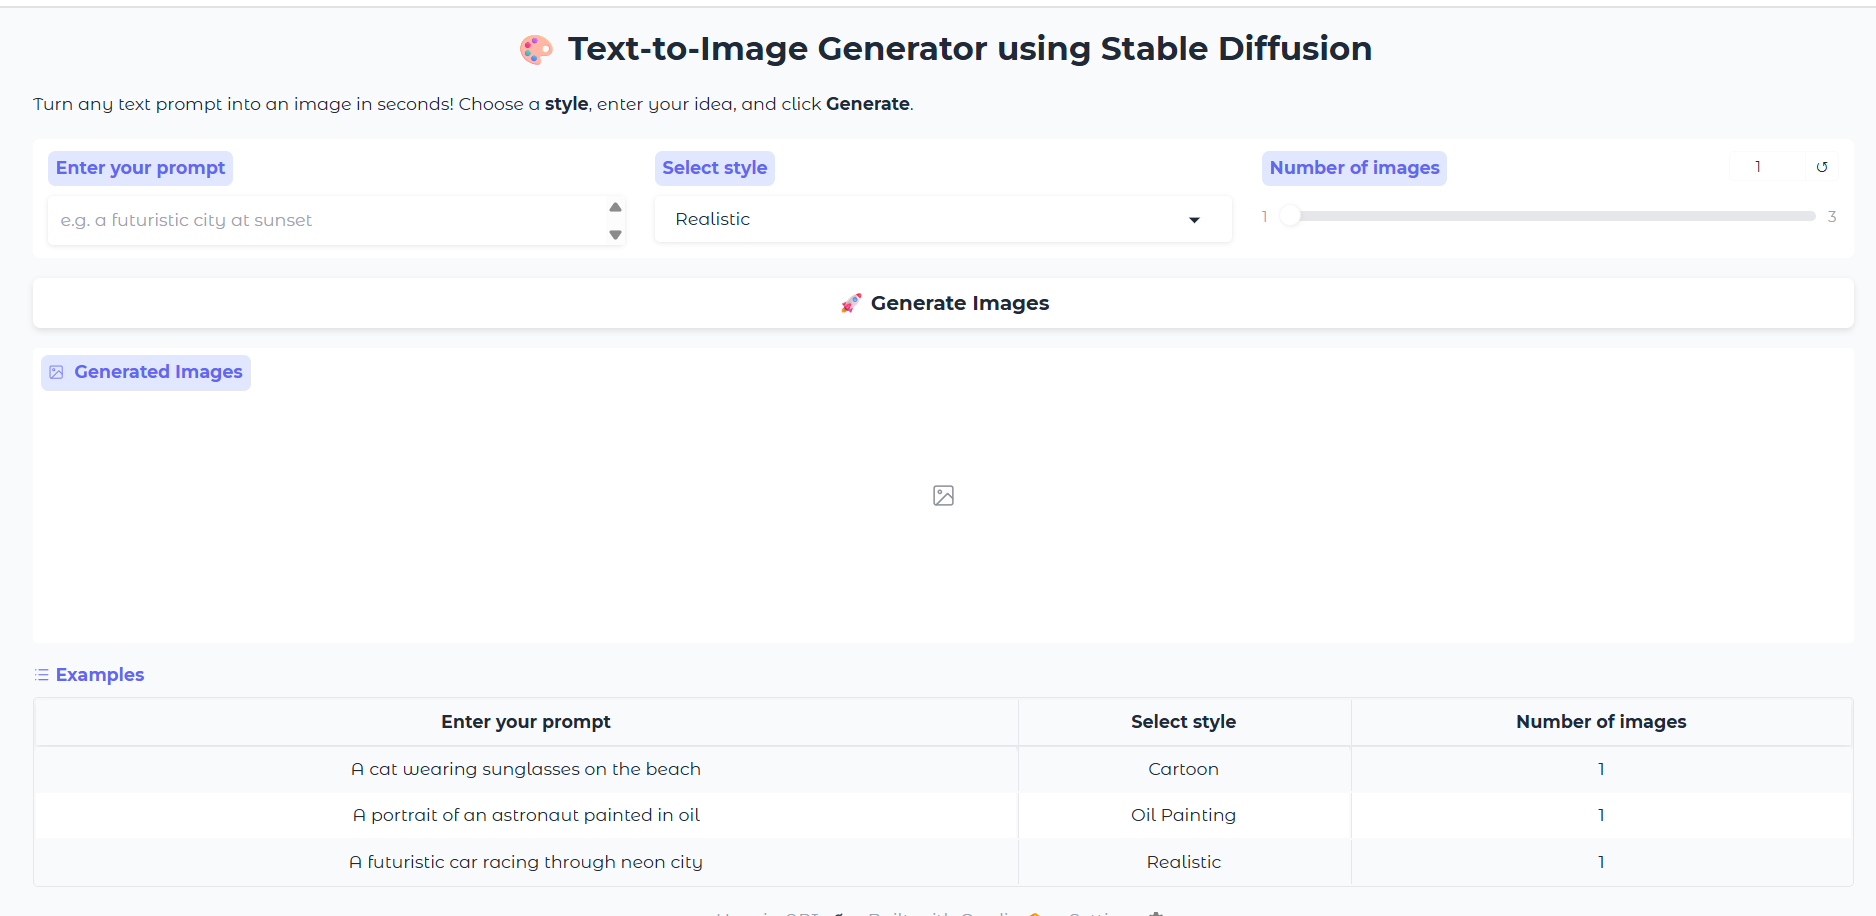 🎨 Text-to-Image Generator using Stable Diffusion
Turn any text prompt into an image in seconds! Choose a style, enter your idea, and click Generate.
Enter your prompt
e.g. a futuristic city at sunset
Select style
Realistic
Number of images
1 ↺
1 3
🚀 Generate Images
Generated Images
Examples
Enter your prompt Select style Number of images
A cat wearing sunglasses on the beach Cartoon 1
A portrait of an astronaut painted in oil Oil Painting 1
A futuristic car racing through neon city Realistic 1